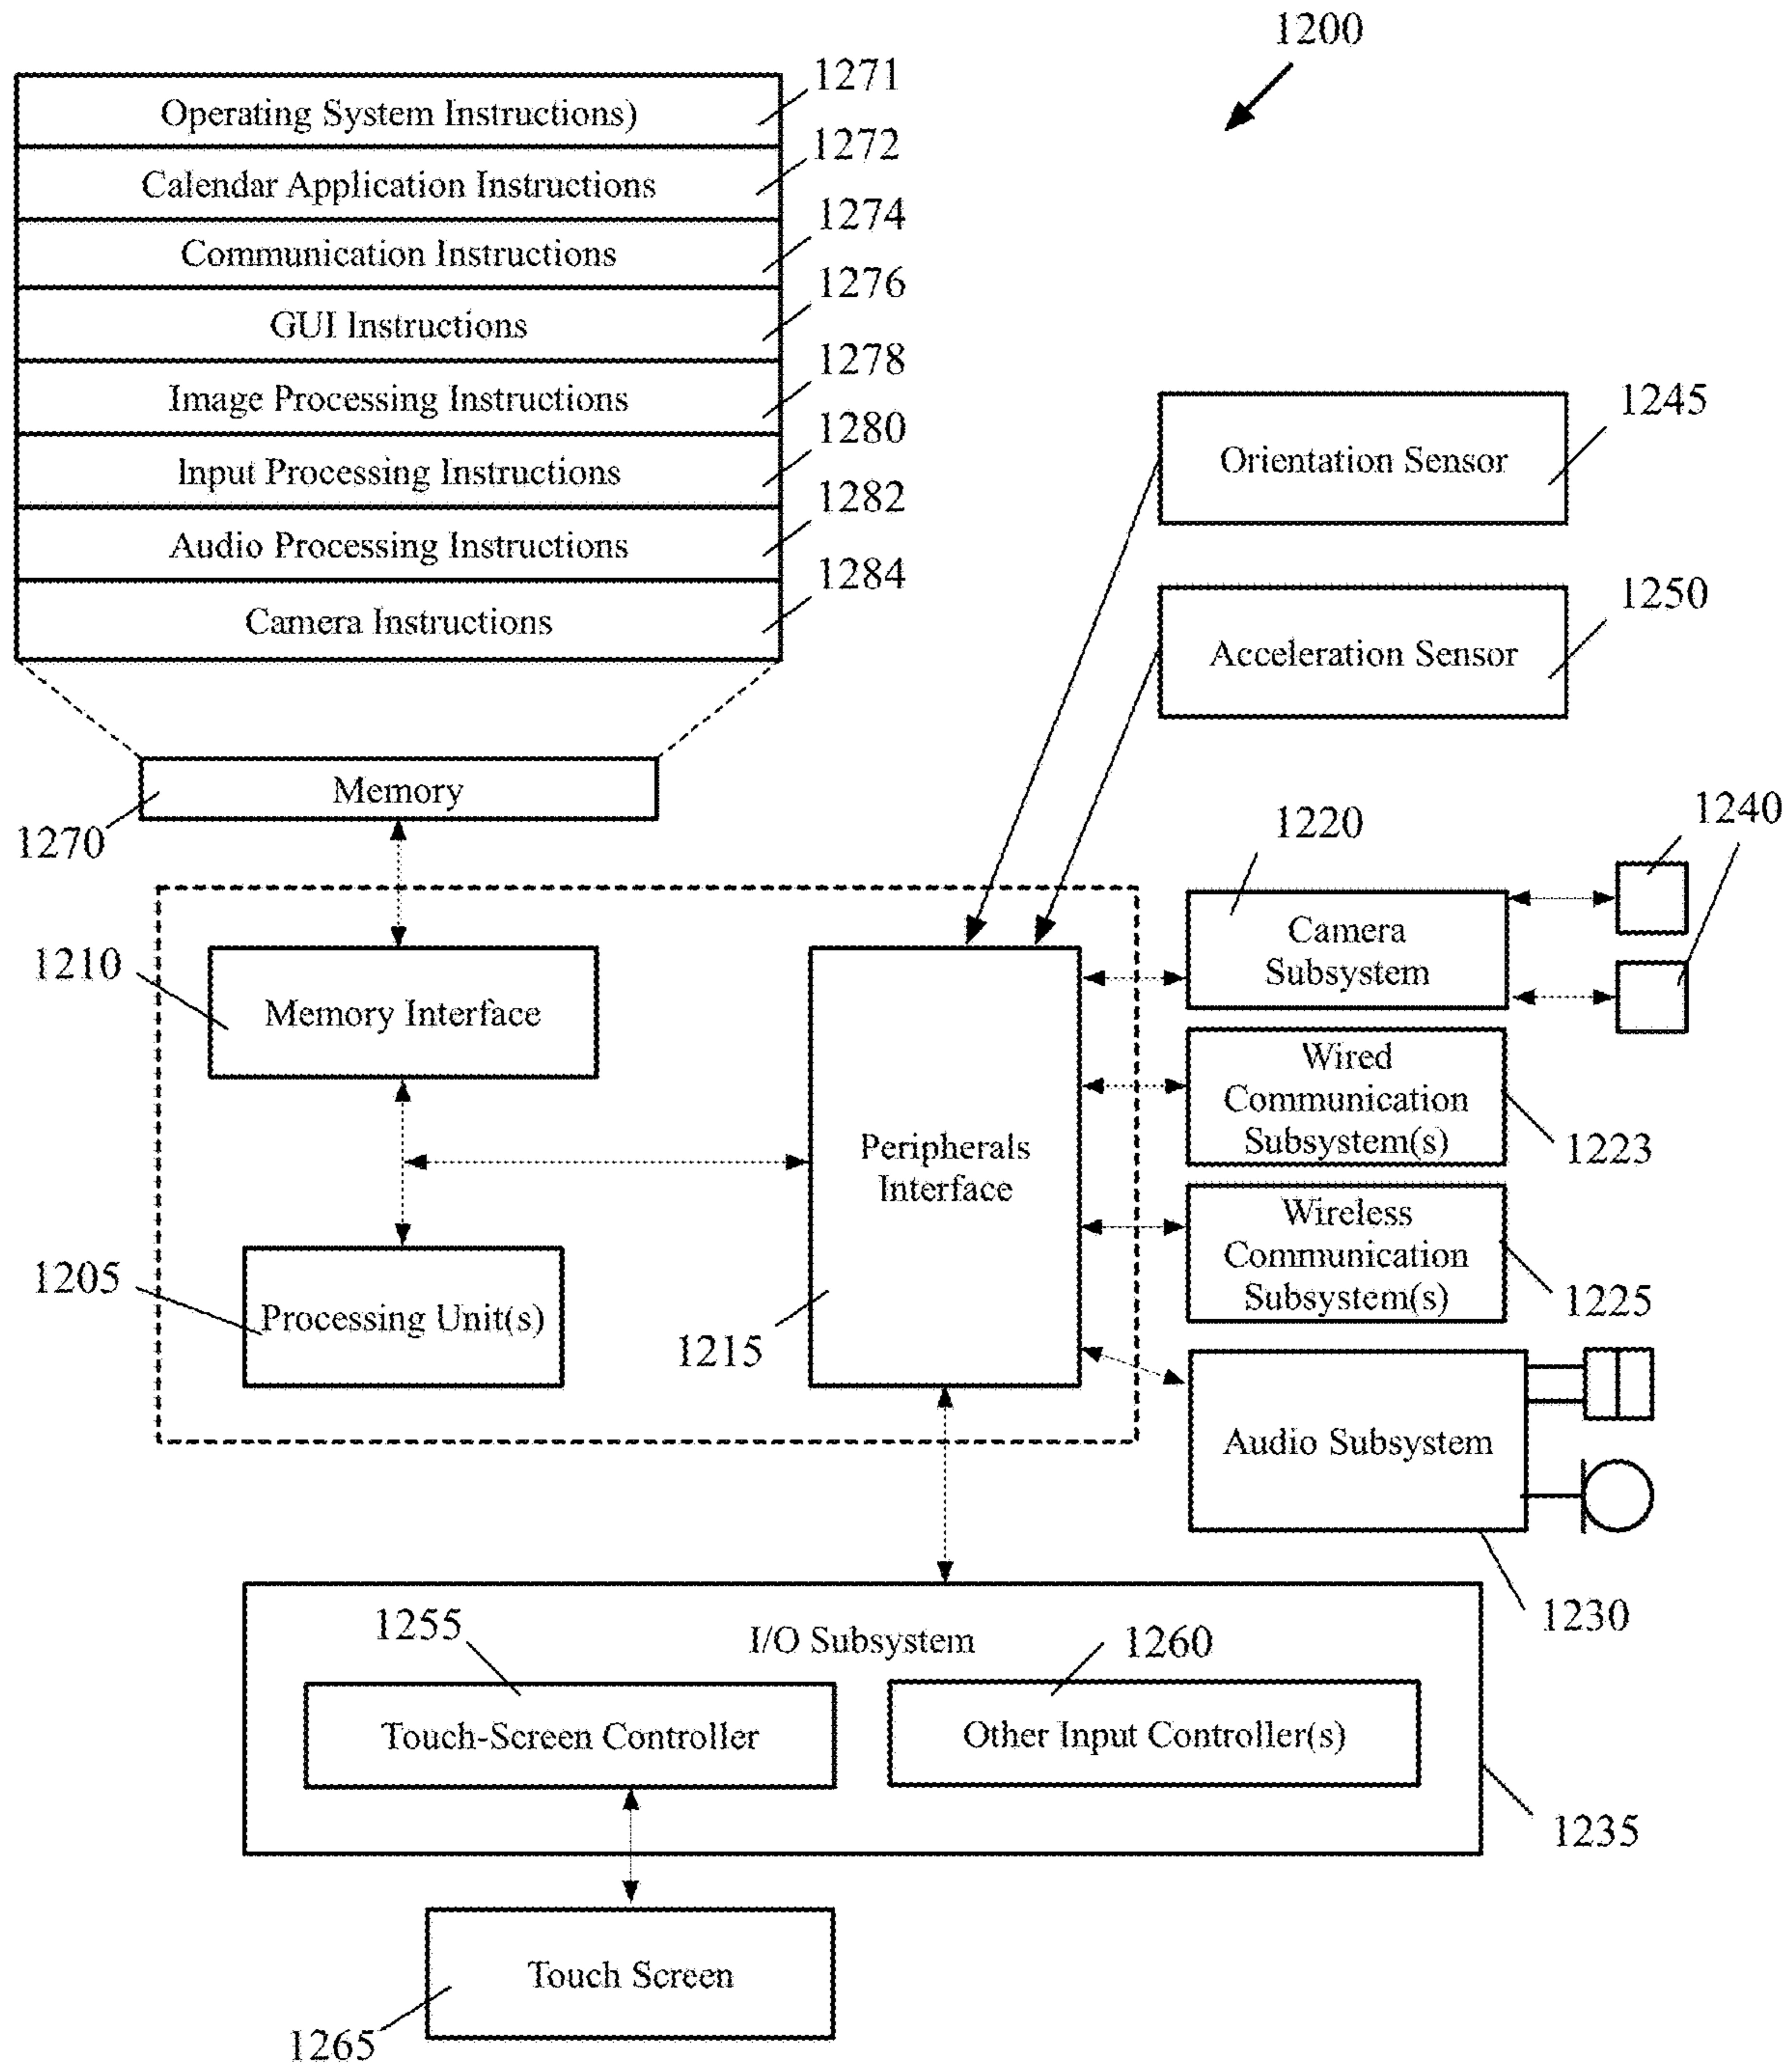 1200
Operating System Instructions)
1271
Calendar Application Instructions
1272
Communication Instructions
1274
GUI Instructions
1276
Image Processing Instructions
1278
Input Processing Instructions
1280
Audio Processing Instructions
1282
Camera Instructions
1284
Orientation Sensor
1245
Acceleration Sensor
1250
Memory
1270
1220
1240
Camera
Subsystem
1210
Memory Interface
Wired
Communication
Subsystem(s)
1223
Peripherals
Interface
1215
Wireless
Communication
Subsystem(s)
1225
1205
Processing Unit(s)
Audio Subsystem
1230
I/O Subsystem
1255
1260
Touch-Screen Controller
Other Input Controller(s)
1235
Touch Screen
1265